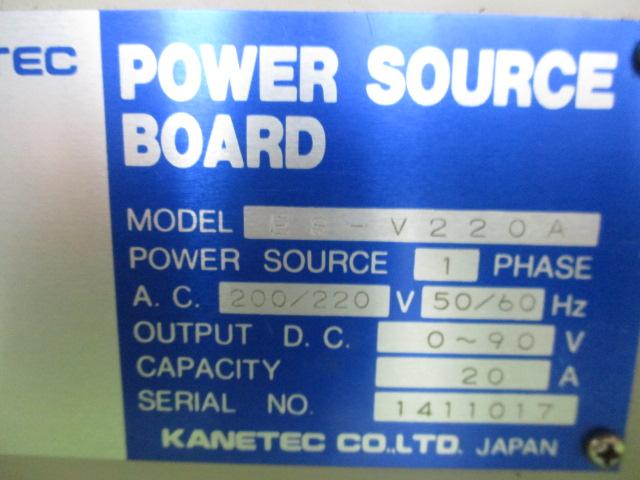 TEC
POWER SOURCE
BOARD
MODEL
POWER SOURCE 1 PHASE
A.C. 200/220 V 50/60 Hz
OUTPUT D.C. 0~90 V
CAPACITY 20 A
SERIAL NO. 1411017
KANETEC CO.,LTD. JAPAN